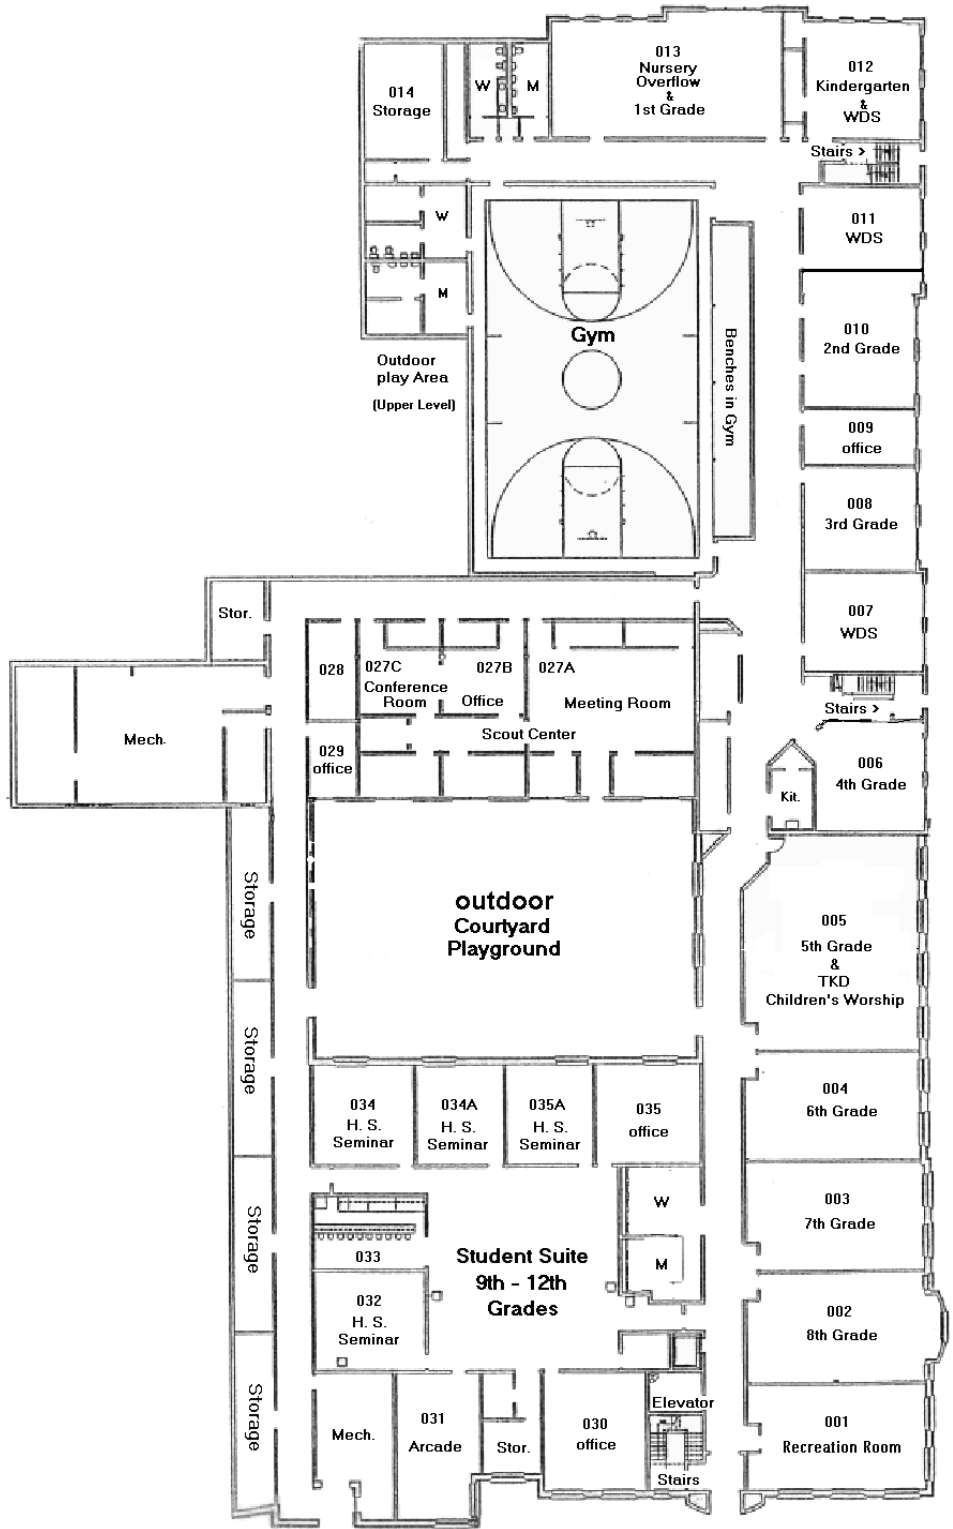 013
Nursery
Overflow
&
1st Grade
012
Kindergarten
&
WDS
014
Storage
W
M
Stairs >
011
WDS
W
M
010
2nd Grade
Gym
Benches in Gym
Outdoor
play Area
(Upper Level)
009
office
008
3rd Grade
007
WDS
Stor.
028
027C
Conference
Room
027B
Office
027A
Meeting Room
Stairs >
Scout Center
Mech.
029
office
006
4th Grade
Kit.
outdoor
Courtyard
Playground
Storage
005
5th Grade
&
TKD
Children's Worship
Storage
034
H. S.
Seminar
034A
H. S.
Seminar
035A
H. S.
Seminar
035
office
004
6th Grade
Storage
W
003
7th Grade
033
Student Suite
9th - 12th
Grades
M
032
H. S.
Seminar
002
8th Grade
Storage
Elevator
Mech.
031
Arcade
Stor.
030
office
Stairs
001
Recreation Room